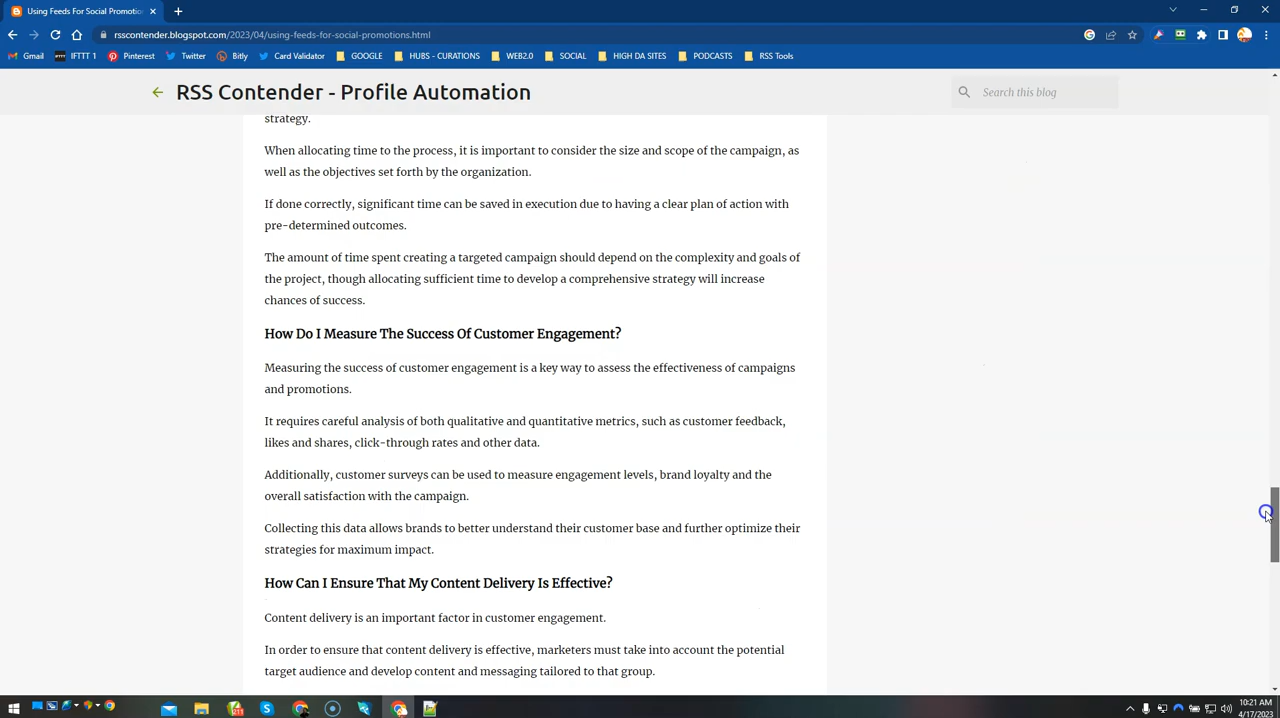 Using Feeds For Social Promotion
rsscontender.blogspot.com/2023/04/using-feeds-for-social-promotions.html
Gmail IFTTT 1 Pinterest Twitter Bitly Card Validator GOOGLE HUBS - CURATIONS WEB2.0 SOCIAL HIGH DA SITES PODCASTS RSS Tools
RSS Contender - Profile Automation
Search this blog
strategy.
When allocating time to the process, it is important to consider the size and scope of the campaign, as
well as the objectives set forth by the organization.
If done correctly, significant time can be saved in execution due to having a clear plan of action with
pre-determined outcomes.
The amount of time spent creating a targeted campaign should depend on the complexity and goals of
the project, though allocating sufficient time to develop a comprehensive strategy will increase
chances of success.
How Do I Measure The Success Of Customer Engagement?
Measuring the success of customer engagement is a key way to assess the effectiveness of campaigns
and promotions.
It requires careful analysis of both qualitative and quantitative metrics, such as customer feedback,
likes and shares, click-through rates and other data.
Additionally, customer surveys can be used to measure engagement levels, brand loyalty and the
overall satisfaction with the campaign.
Collecting this data allows brands to better understand their customer base and further optimize their
strategies for maximum impact.
How Can I Ensure That My Content Delivery Is Effective?
Content delivery is an important factor in customer engagement.
In order to ensure that content delivery is effective, marketers must take into account the potential
target audience and develop content and messaging tailored to that group.
10:21 AM
4/17/2023